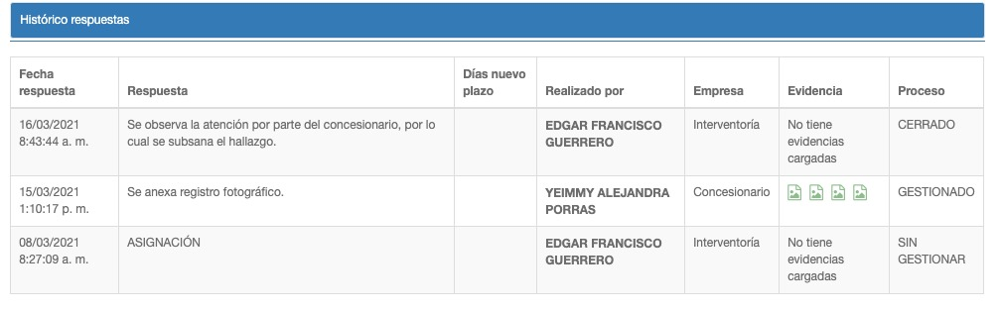 Histórico respuestas
Fecha respuesta Respuesta Días nuevo plazo Realizado por Empresa Evidencia Proceso
16/03/2021 8:43:44 a. m. Se observa la atención por parte del concesionario, por lo cual se subsana el hallazgo. EDGAR FRANCISCO GUERRERO Interventoría No tiene evidencias cargadas CERRADO
15/03/2021 1:10:17 p. m. Se anexa registro fotográfico. YEIMMY ALEJANDRA PORRAS Concesionario GESTIONADO
08/03/2021 8:27:09 a. m. ASIGNACIÓN EDGAR FRANCISCO GUERRERO Interventoría No tiene evidencias cargadas SIN GESTIONAR